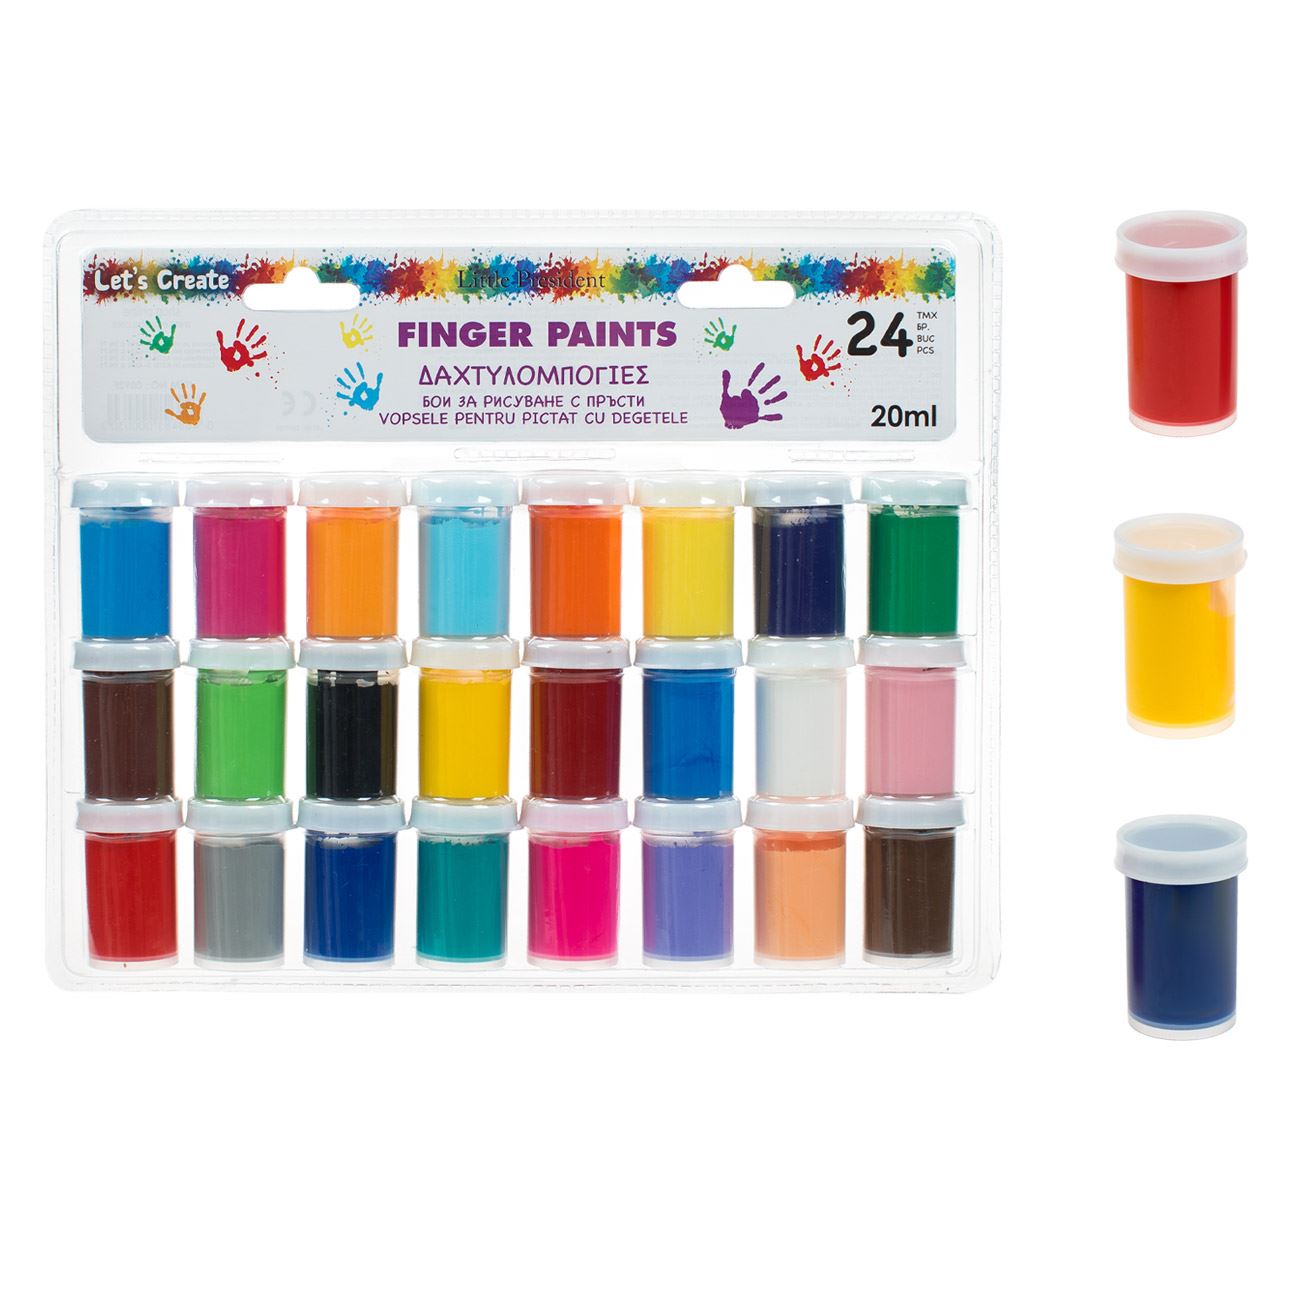 Let's Create
Little President
FINGER PAINTS
ΔΑΧΤΥΛΟΜΠΟΓΙΕΣ
БОИ ЗА РИСУВАНЕ С ПРЪСТИ
VOPSELE PENTRU PICTAT CU DEGETELE
24
ΤΜΧ
БР.
BUC
PCS
20ml